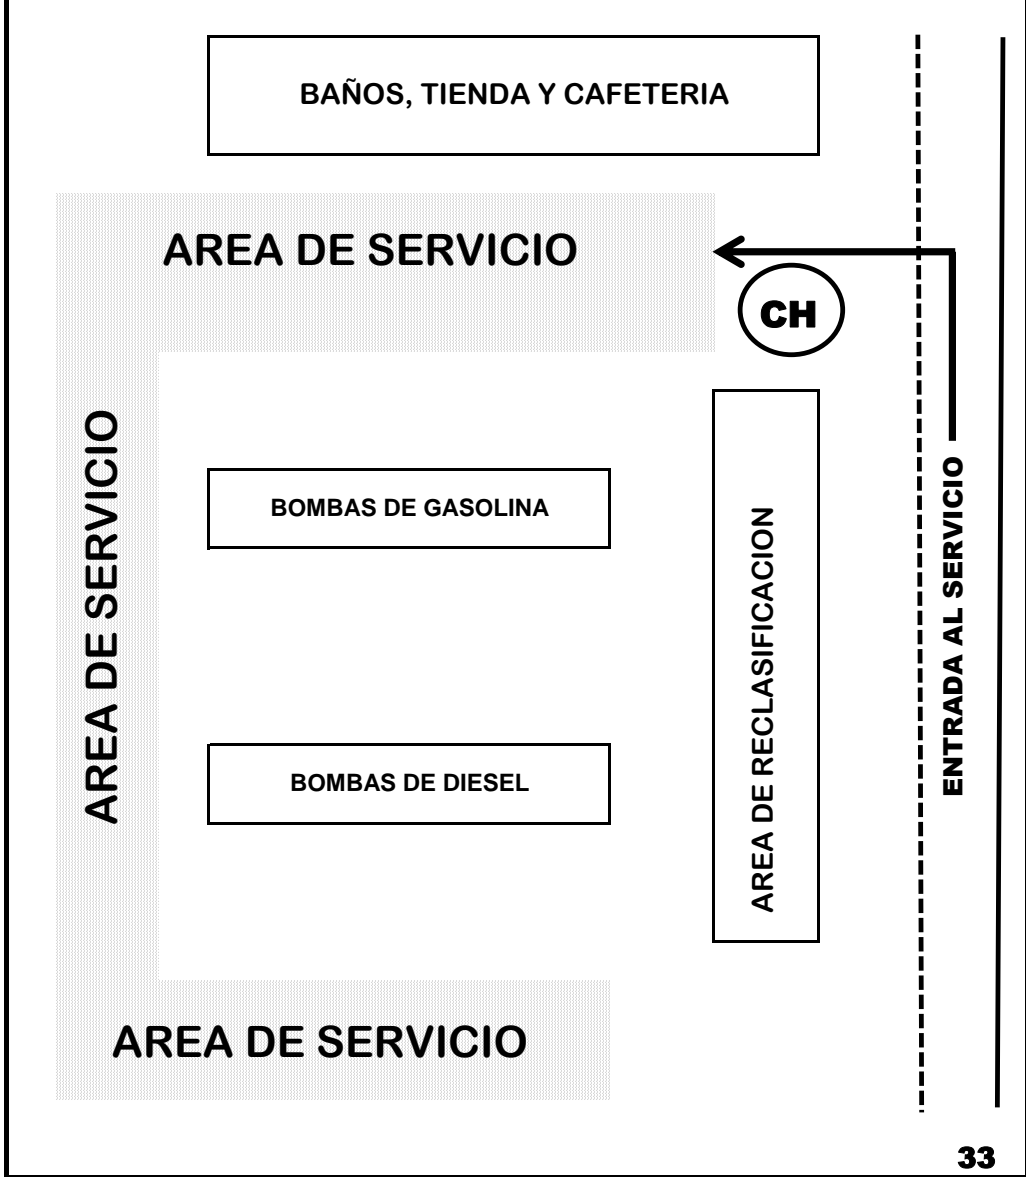 BAÑOS, TIENDA Y CAFETERIA
AREA DE SERVICIO
CH
AREA DE SERVICIO
BOMBAS DE GASOLINA
BOMBAS DE DIESEL
AREA DE RECLASIFICACION
ENTRADA AL SERVICIO
AREA DE SERVICIO
33